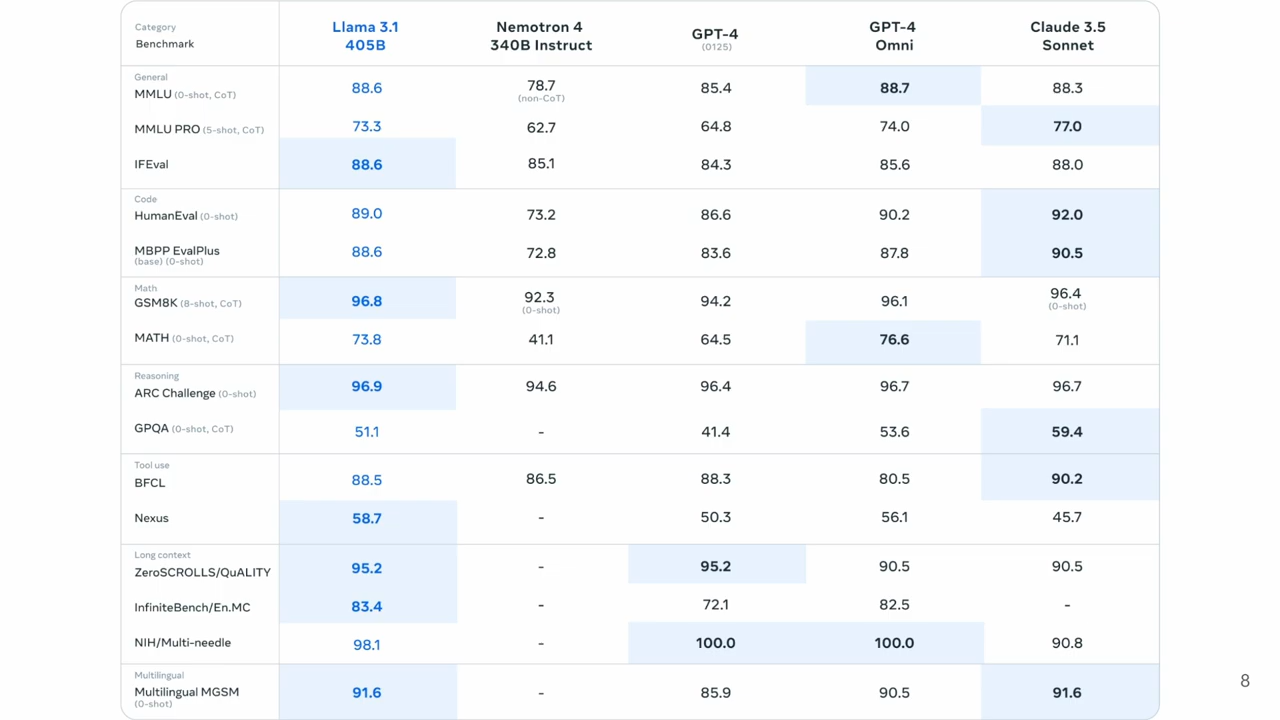 Category
Benchmark
Llama 3.1
405B
Nemotron 4
340B Instruct
GPT-4
(0125)
GPT-4
Omni
Claude 3.5
Sonnet
General
MMLU (0-shot, CoT) 88.6 78.7 (non-CoT) 85.4 88.7 88.3
MMLU PRO (5-shot, CoT) 73.3 62.7 64.8 74.0 77.0
IFEval 88.6 85.1 84.3 85.6 88.0
Code
HumanEval (0-shot) 89.0 73.2 86.6 90.2 92.0
MBPP EvalPlus 88.6 72.8 83.6 87.8 90.5
(base) (0-shot)
Math
GSM8K (8-shot, CoT) 96.8 92.3 (0-shot) 94.2 96.1 96.4 (0-shot)
MATH (0-shot, CoT) 73.8 41.1 64.5 76.6 71.1
Reasoning
ARC Challenge (0-shot) 96.9 94.6 96.4 96.7 96.7
GPQA (0-shot, CoT) 51.1 - 41.4 53.6 59.4
Tool use
BFCL 88.5 86.5 88.3 80.5 90.2
Nexus 58.7 - 50.3 56.1 45.7
Long context
ZeroSCROLLS/QuALITY 95.2 - 95.2 90.5 90.5
InfiniteBench/En.MC 83.4 - 72.1 82.5 -
NIH/Multi-needle 98.1 - 100.0 100.0 90.8
Multilingual
Multilingual MGSM 91.6 - 85.9 90.5 91.6
(0-shot)
8